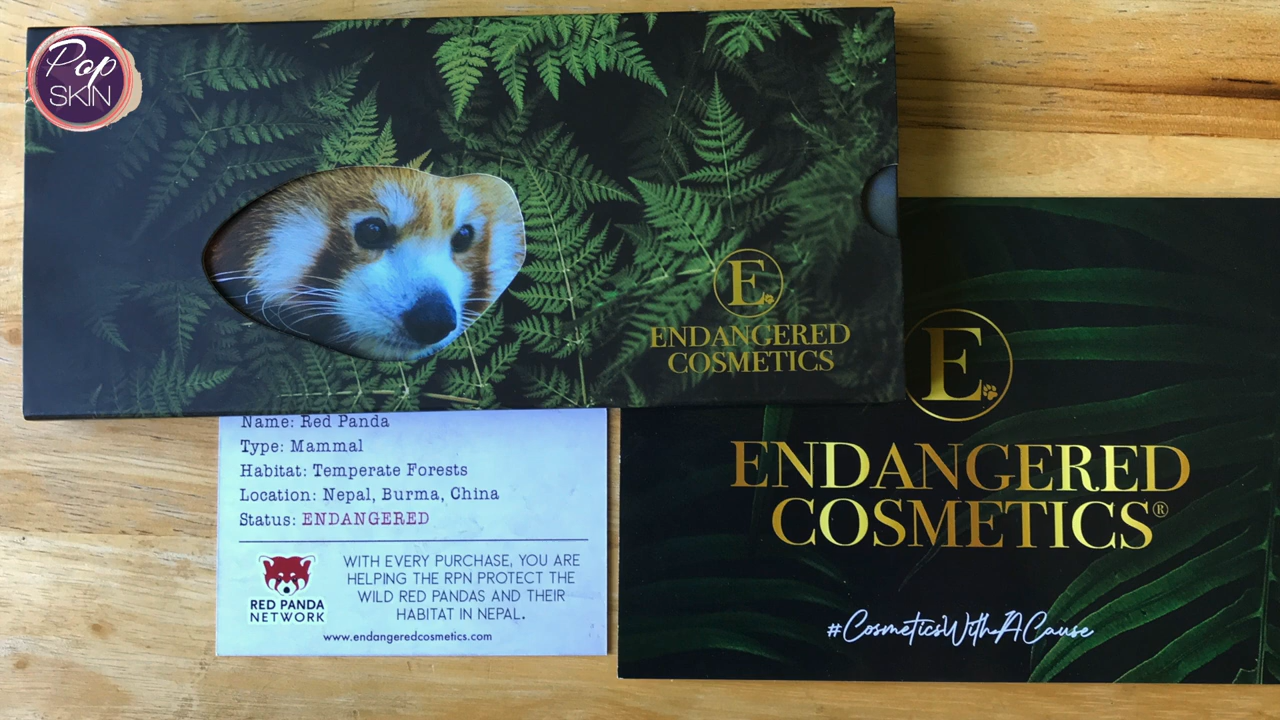 Pop
SKIN
E
ENDANGERED
COSMETICS
Name: Red Panda
Type: Mammal
Habitat: Temperate Forests
Location: Nepal, Burma, China
Status: ENDANGERED
RED PANDA
NETWORK
WITH EVERY PURCHASE, YOU ARE
HELPING THE RPN PROTECT THE
WILD RED PANDAS AND THEIR
HABITAT IN NEPAL.
www.endangeredcosmetics.com
E
ENDANGERED
COSMETICS®
#CosmeticsWithACause